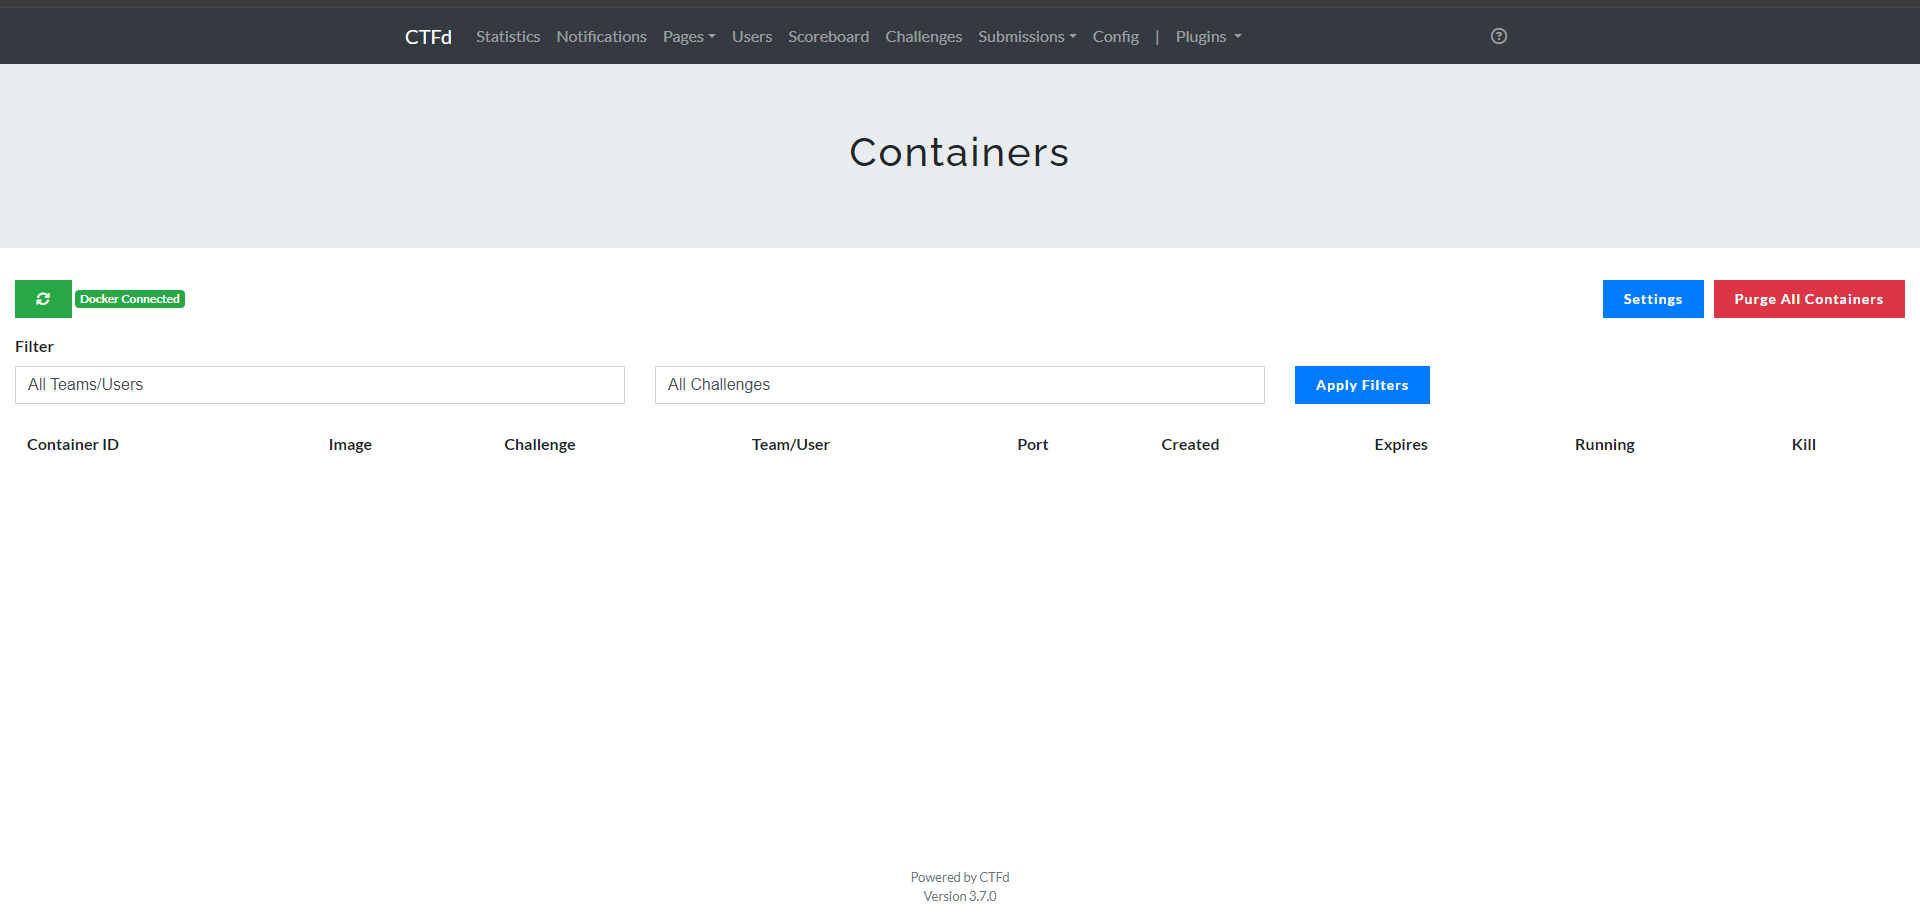 CTFd Statistics Notifications Pages Users Scoreboard Challenges Submissions Config | Plugins
Containers
Docker Connected Settings Purge All Containers
Filter
All Teams/Users All Challenges Apply Filters
Container ID Image Challenge Team/User Port Created Expires Running Kill
Powered by CTFd
Version 3.7.0